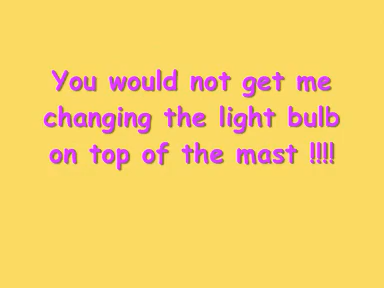 You would not get me
changing the light bulb
on top of the mast !!!!